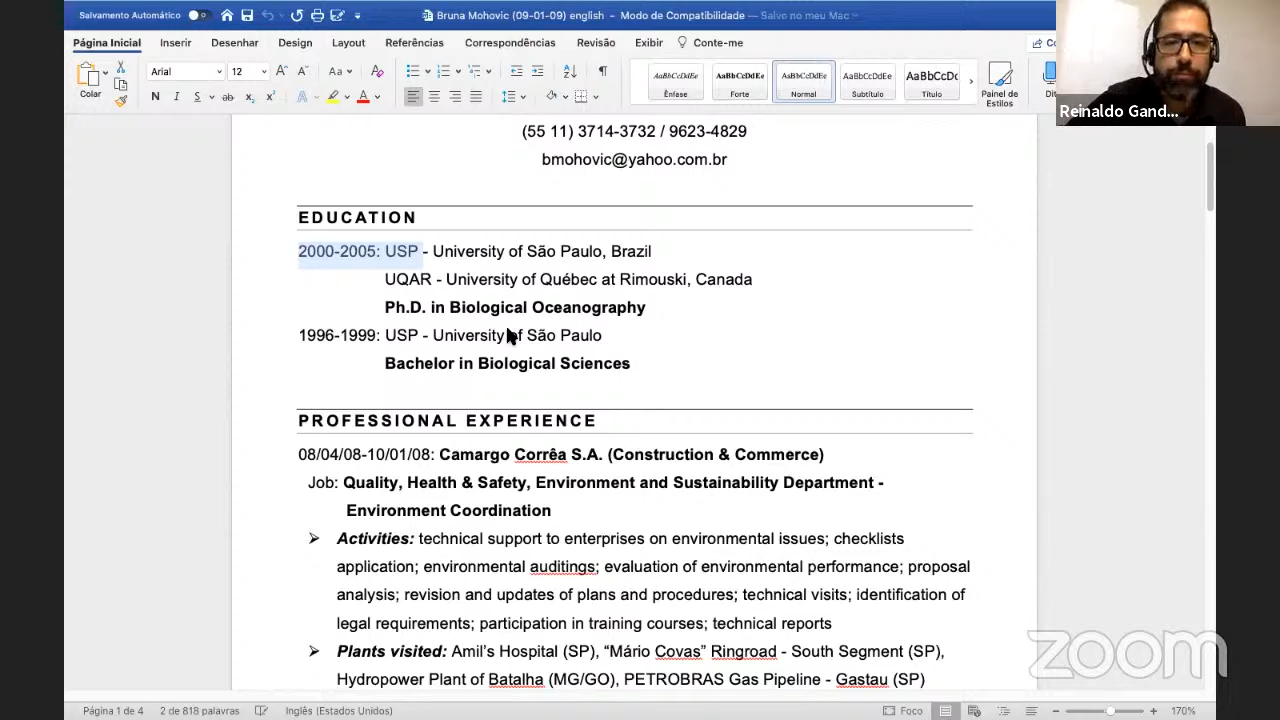 Salvamento Automático
Bruna Mohovic (09-01-09) english - Modo de Compatibilidade - Salvo no meu Mac
Página Inicial Inserir Desenhar Design Layout Referências Correspondências Revisão Exibir Conte-me
Colar
Arial 12
AaBbCcDdEe AaBbCcDdEe AaBbCcDdEe AaBbCcDdEe AaBbCcDc
Ênfase Forte Normal Subtítulo Título
Painel de
Estilos
Reinaldo Gand...
(55 11) 3714-3732 / 9623-4829
bmohovic@yahoo.com.br
EDUCATION
2000-2005: USP - University of São Paulo, Brazil
UQAR - University of Québec at Rimouski, Canada
Ph.D. in Biological Oceanography
1996-1999: USP - University of São Paulo
Bachelor in Biological Sciences
PROFESSIONAL EXPERIENCE
08/04/08-10/01/08: Camargo Corrêa S.A. (Construction & Commerce)
Job: Quality, Health & Safety, Environment and Sustainability Department -
Environment Coordination
Activities: technical support to enterprises on environmental issues; checklists
application; environmental auditings; evaluation of environmental performance; proposal
analysis; revision and updates of plans and procedures; technical visits; identification of
legal requirements; participation in training courses; technical reports
Plants visited: Amil’s Hospital (SP), “Mário Covas” Ringroad - South Segment (SP),
Hydropower Plant of Batalha (MG/GO), PETROBRAS Gas Pipeline - Gastau (SP)
zoom
Página 1 de 4 2 de 818 palavras Inglês (Estados Unidos) Foco 170%